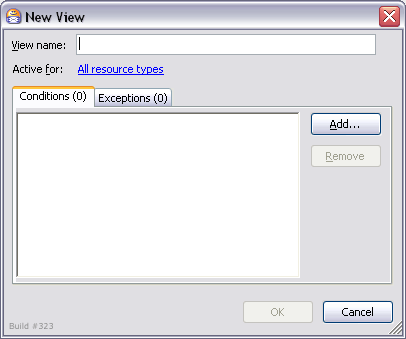 New View
View name:
Active for: All resource types
Conditions (0) Exceptions (0)
Add...
Remove
OK Cancel
Build #323